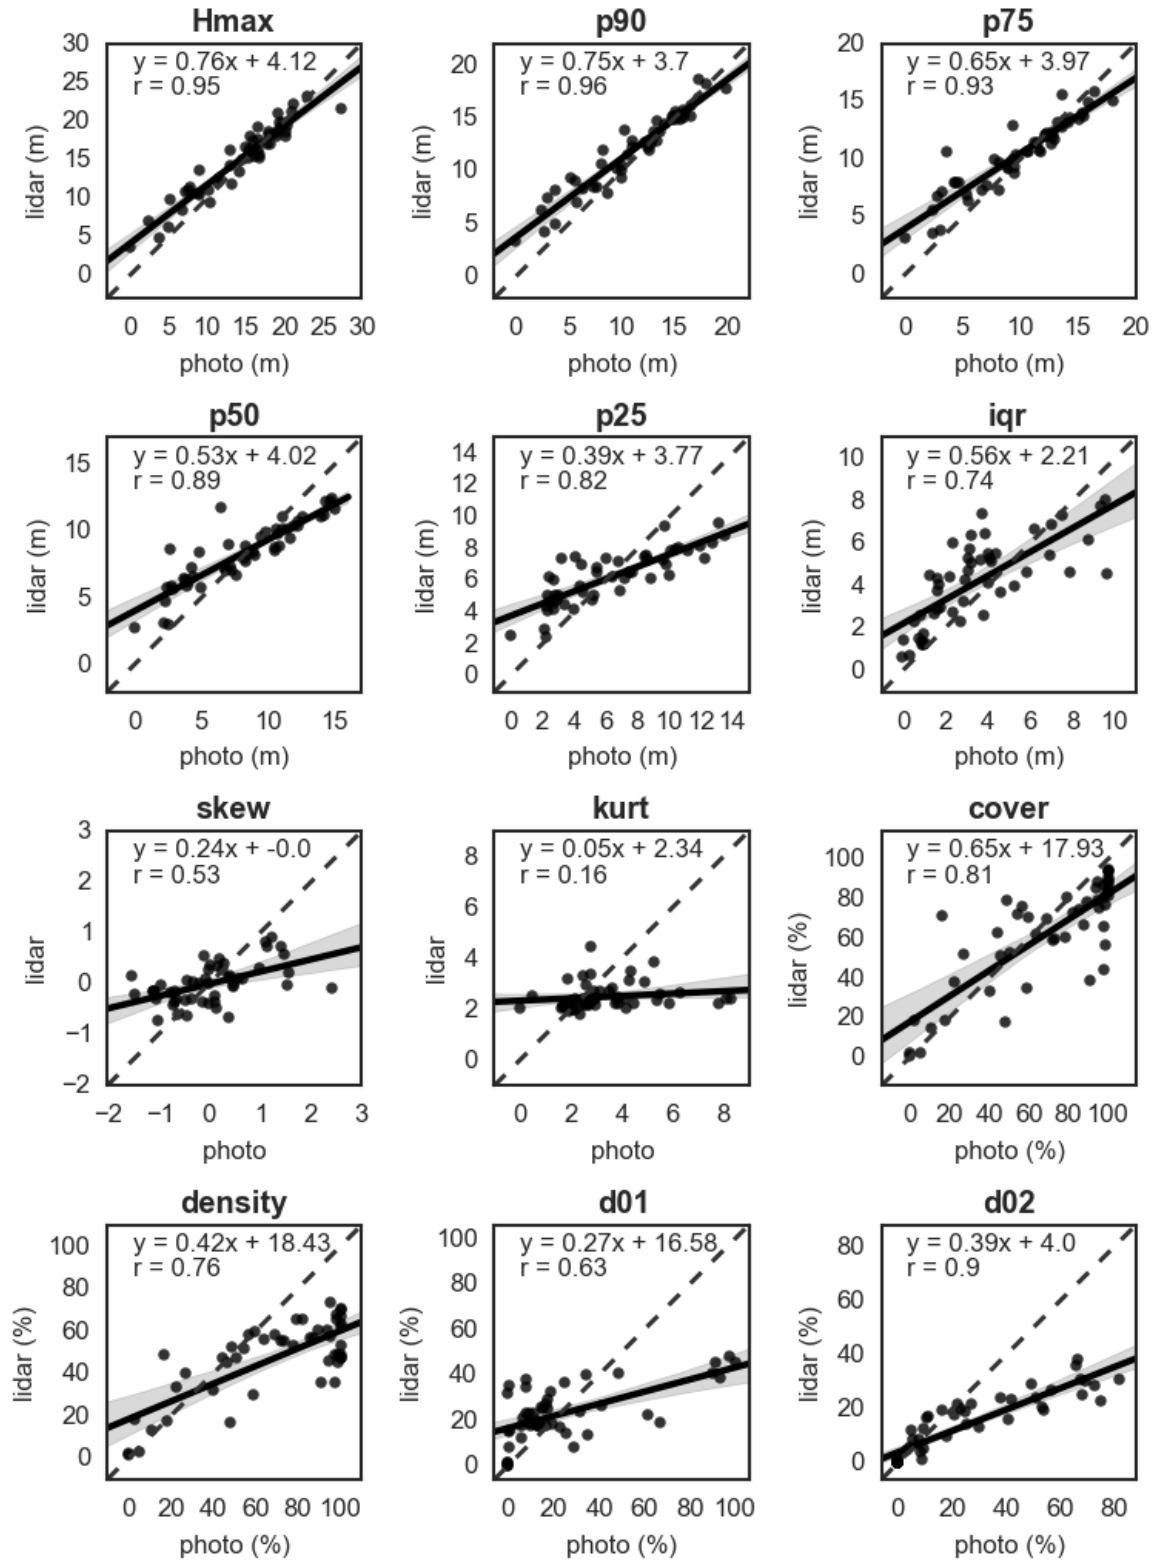 Hmax
y = 0.76x + 4.12
r = 0.95
30
25
20
15
10
5
0
lidar (m)
0 5 10 15 20 25 30
photo (m)
p90
y = 0.75x + 3.7
r = 0.96
20
15
10
5
0
lidar (m)
0 5 10 15 20
photo (m)
p75
y = 0.65x + 3.97
r = 0.93
20
15
10
5
0
lidar (m)
0 5 10 15 20
photo (m)
p50
y = 0.53x + 4.02
r = 0.89
15
10
5
0
lidar (m)
0 5 10 15
photo (m)
p25
y = 0.39x + 3.77
r = 0.82
14
12
10
8
6
4
2
0
lidar (m)
0 2 4 6 8 10 12 14
photo (m)
iqr
y = 0.56x + 2.21
r = 0.74
10
8
6
4
2
0
lidar (m)
0 2 4 6 8 10
photo (m)
skew
y = 0.24x + -0.0
r = 0.53
3
2
1
0
−1
−2
lidar
−2 −1 0 1 2 3
photo
kurt
y = 0.05x + 2.34
r = 0.16
8
6
4
2
0
lidar
0 2 4 6 8
photo
cover
y = 0.65x + 17.93
r = 0.81
100
80
60
40
20
0
lidar (%)
0 20 40 60 80 100
photo (%)
density
y = 0.42x + 18.43
r = 0.76
100
80
60
40
20
0
lidar (%)
0 20 40 60 80 100
photo (%)
d01
y = 0.27x + 16.58
r = 0.63
100
80
60
40
20
0
lidar (%)
0 20 40 60 80 100
photo (%)
d02
y = 0.39x + 4.0
r = 0.9
80
60
40
20
0
lidar (%)
0 20 40 60 80
photo (%)